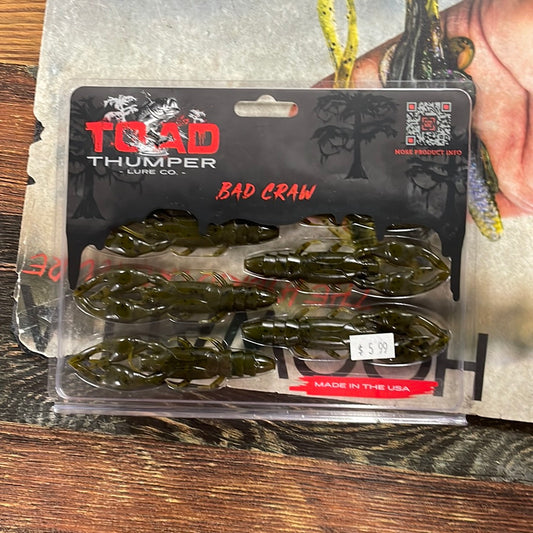 TOAD
THUMPER
- LURE CO. -
MORE PRODUCT INFO
BAD CRAW
$ 5.99
MADE IN THE USA